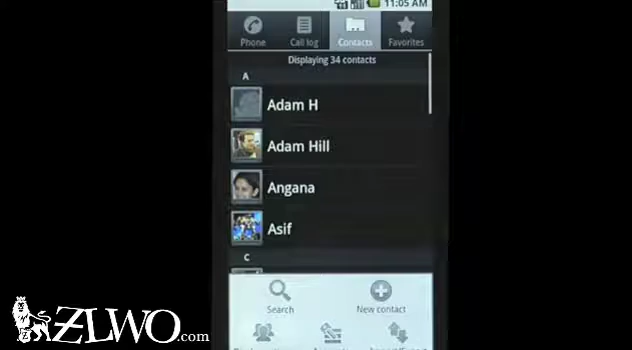 11:05 AM
Phone
Call log
Contacts
Favorites
Displaying 34 contacts
A
Adam H
Adam Hill
Angana
Asif
C
Search
New contact
ZLWO.com